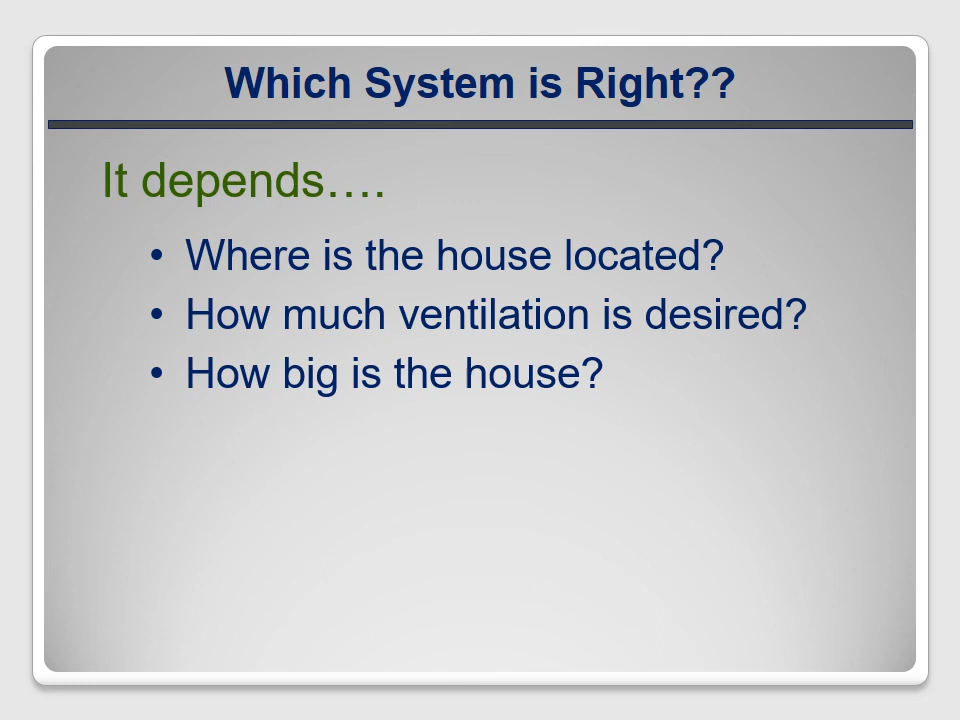 Which System is Right??
It depends….
• Where is the house located?
• How much ventilation is desired?
• How big is the house?